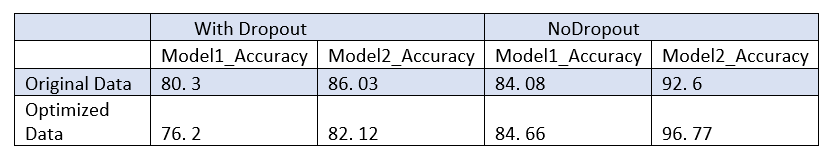 With Dropout NoDropout
Model1_Accuracy Model2_Accuracy Model1_Accuracy Model2_Accuracy
Original Data 80. 3 86. 03 84. 08 92. 6
Optimized
Data 76. 2 82. 12 84. 66 96. 77